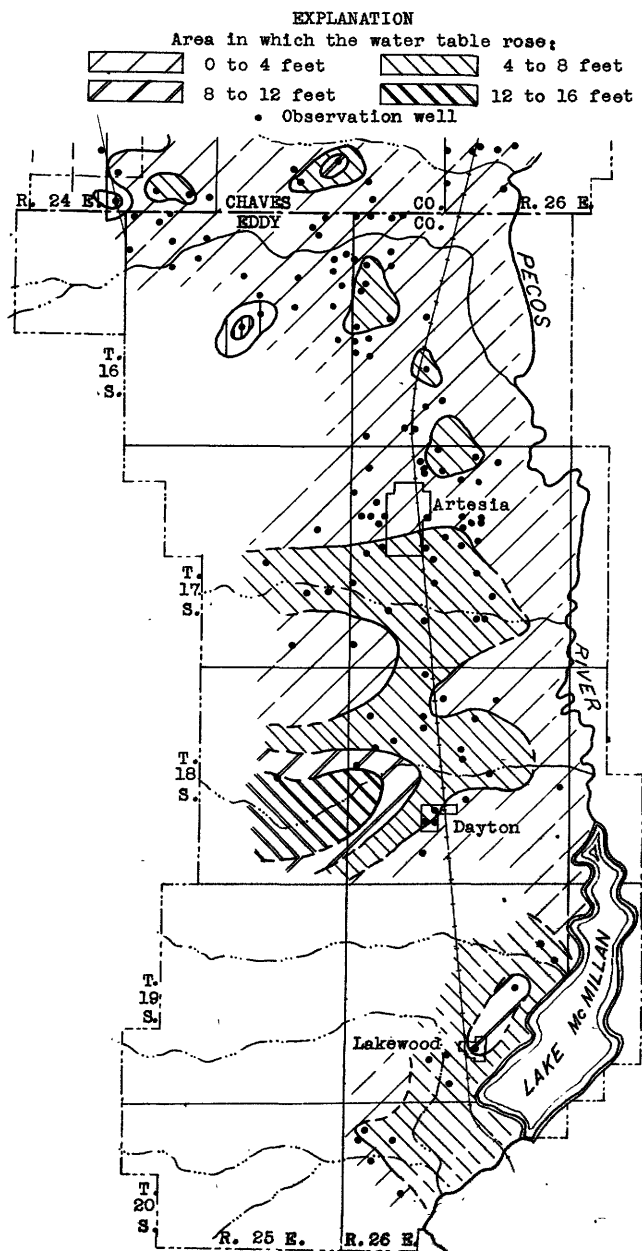 EXPLANATION
Area in which the water table rose;
0 to 4 feet
4 to 8 feet
8 to 12 feet
12 to 16 feet
Observation well
R. 24 E.
CHAVES CO.
EDDY CO.
R. 26 E.
PECOS
T.
16
S.
Artesia
T.
17
S.
RIVER
T.
18
S.
Dayton
LAKE McMILLAN
T.
19
S.
Lakewood
T.
20
S.
R. 25 E.
R. 26 E.